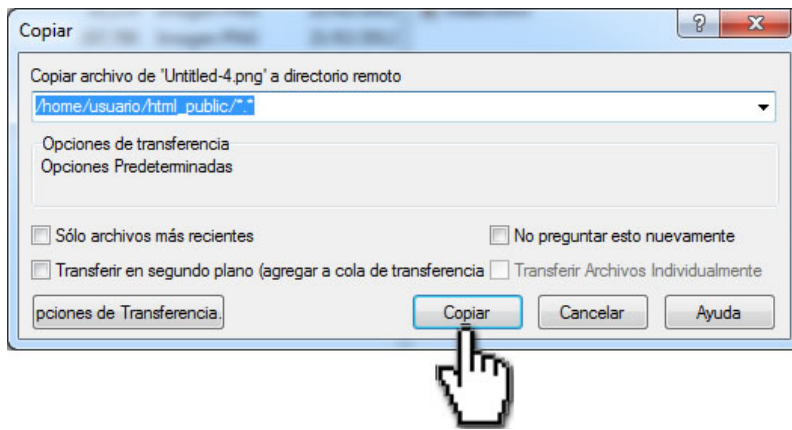 Copiar
Copiar archivo de 'Untitled-4.png' a directorio remoto
/home/usuario/html_public/*.*
Opciones de transferencia
Opciones Predeterminadas
Sólo archivos más recientes
No preguntar esto nuevamente
Transferir en segundo plano (agregar a cola de transferencia
Transferir Archivos Individualmente
pciones de Transferencia.
Copiar
Cancelar
Ayuda